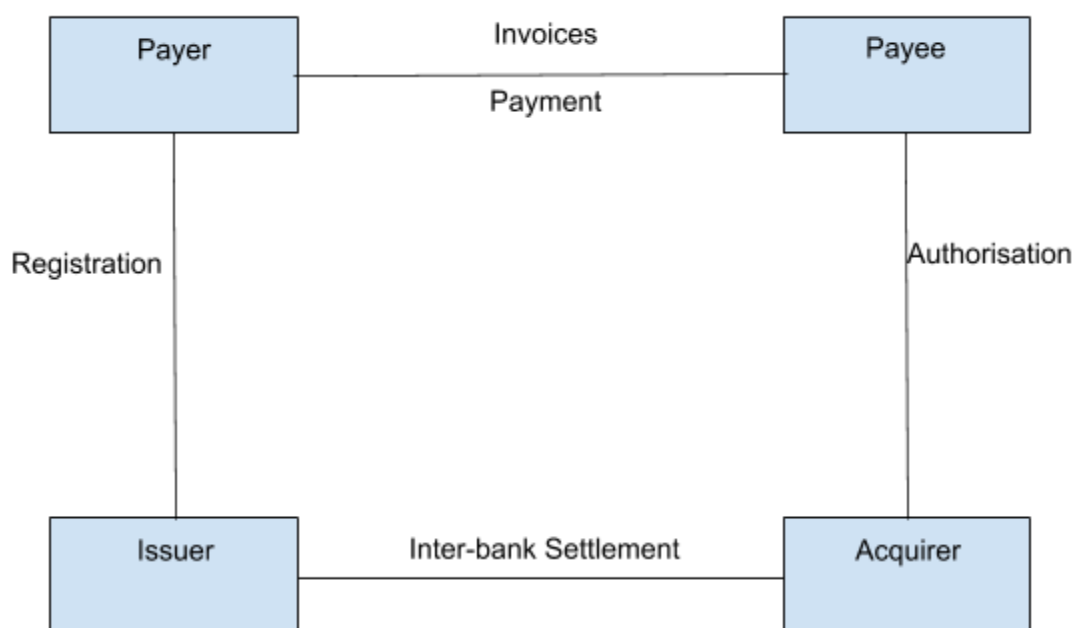 Payer
Invoices
Payee
Payment
Registration
Authorisation
Issuer
Inter-bank Settlement
Acquirer